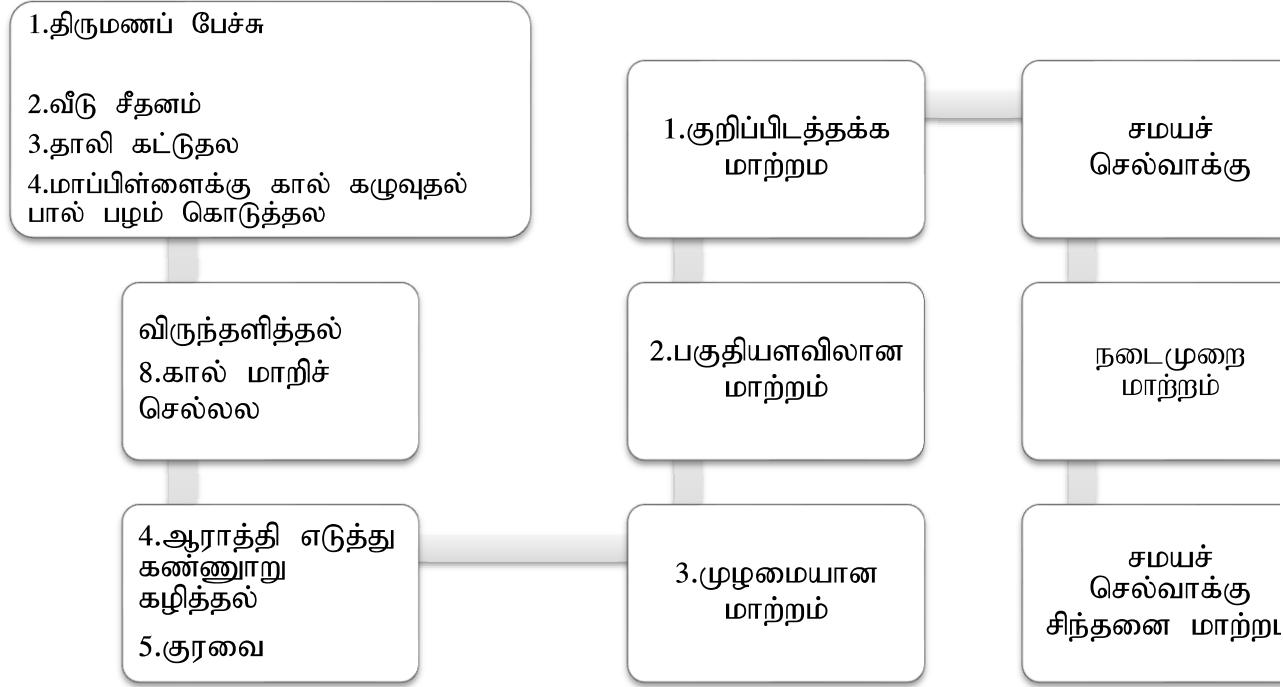 1.திருமணப் பேச்சு
2.வீடு சீதனம்
3.தாலி கட்டுதல
4.மாப்பிள்ளைக்கு கால் கழுவுதல்
பால் பழம் கொடுத்தல
விருந்தளித்தல்
8.கால் மாறிச்
செல்லல
4.ஆராத்தி எடுத்து
கண்ணுாறு
கழித்தல்
5.குரவை
1.குறிப்பிடத்தக்க
மாற்றம
2.பகுதியளவிலான
மாற்றம்
3.முழமையான
மாற்றம்
சமயச்
செல்வாக்கு
நடைமுறை
மாற்றம்
சமயச்
செல்வாக்கு
சிந்தனை